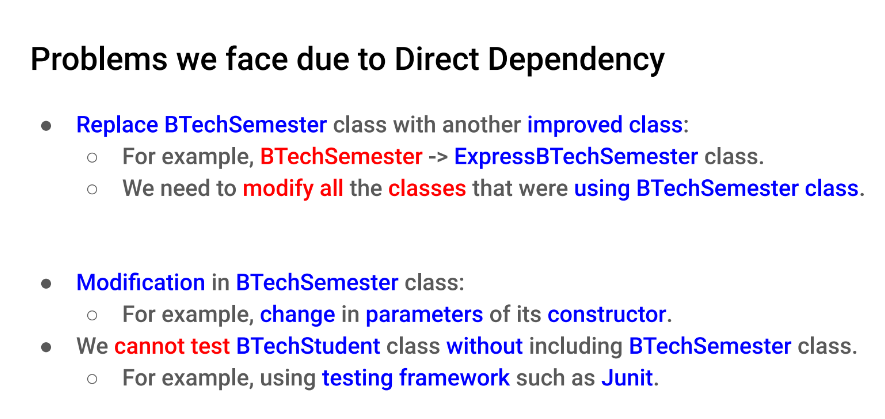 Problems we face due to Direct Dependency
● Replace BTechSemester class with another improved class:
○ For example, BTechSemester -> ExpressBTechSemester class.
○ We need to modify all the classes that were using BTechSemester class.
● Modification in BTechSemester class:
○ For example, change in parameters of its constructor.
● We cannot test BTechStudent class without including BTechSemester class.
○ For example, using testing framework such as Junit.